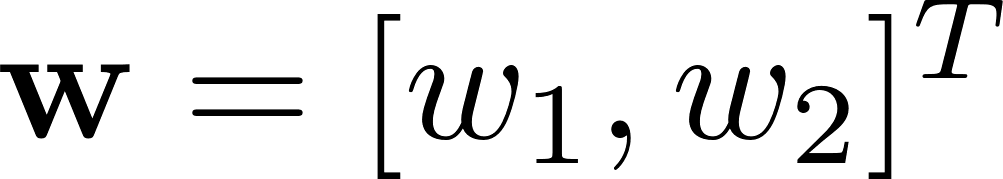 w = [w₁, w₂]ᵀ